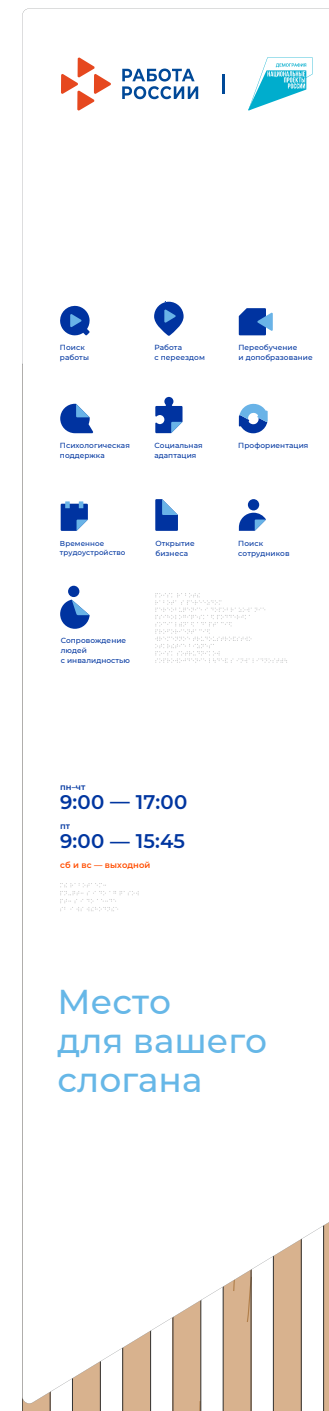 РАБОТА
РОССИИ
ДЕМОГРАФИЯ
НАЦИОНАЛЬНЫЕ
ПРОЕКТЫ
РОССИИ
Поиск
работы
Работа
с переездом
Переобучение
и допобразование
Психологическая
поддержка
Социальная
адаптация
Профориентация
Временное
трудоустройство
Открытие
бизнеса
Поиск
сотрудников
Сопровождение
людей
с инвалидностью
пн–чт
9:00 — 17:00
пт
9:00 — 15:45
сб и вс — выходной
Место
для вашего
слогана